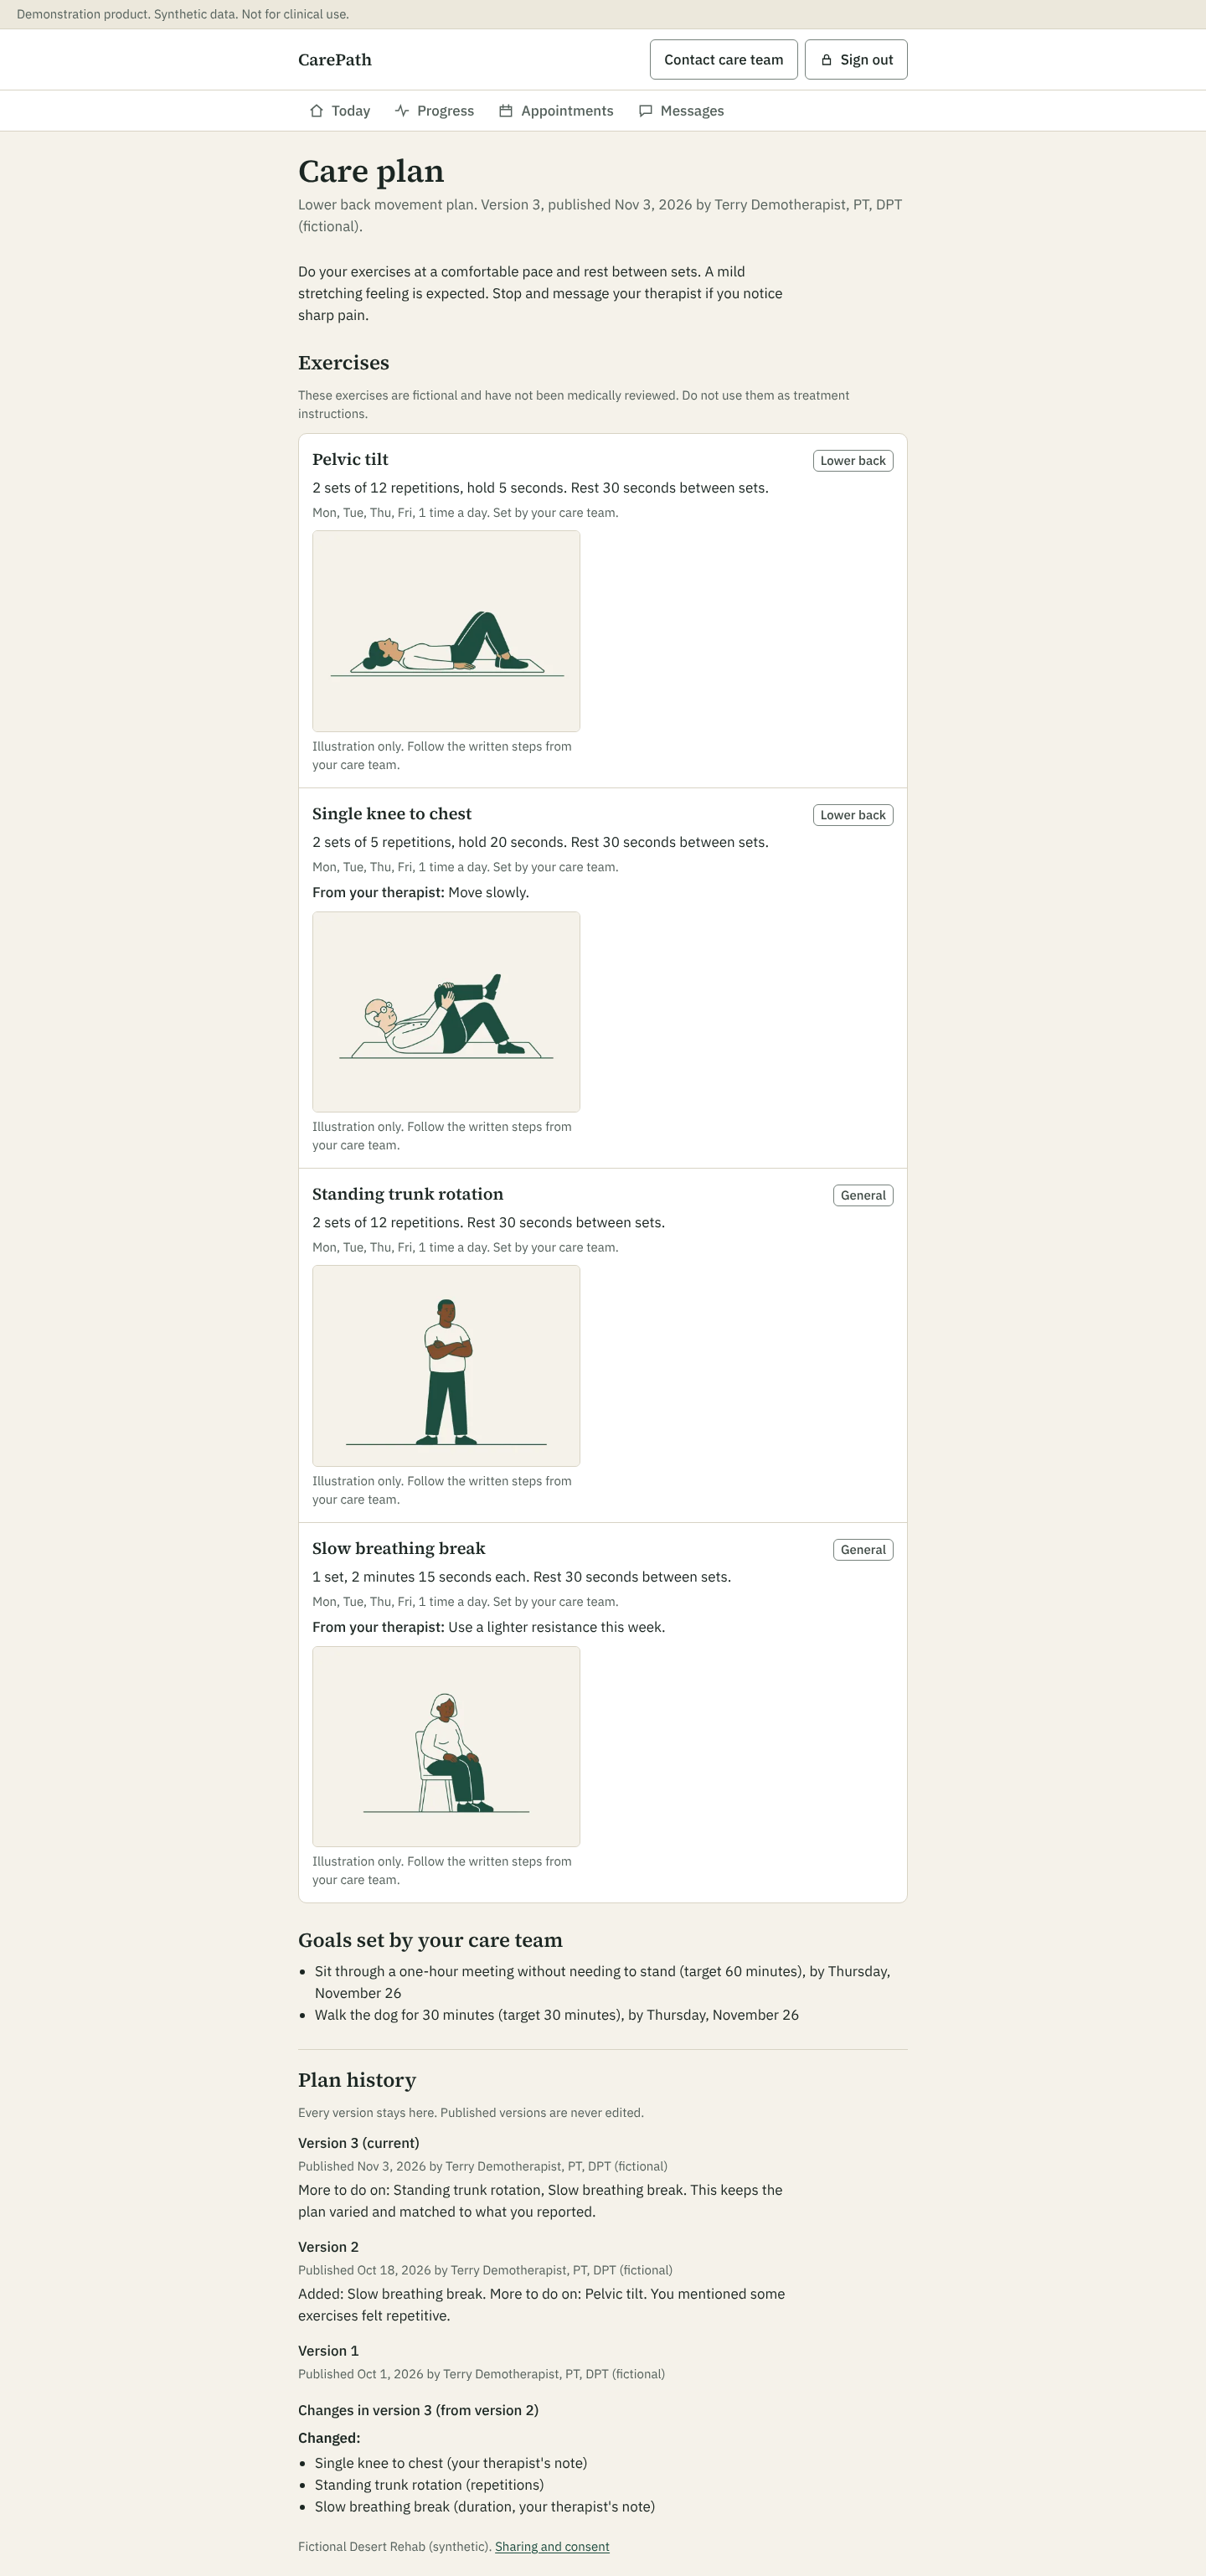 Demonstration product. Synthetic data. Not for clinical use.
CarePath
Contact care team
Sign out
Today
Progress
Appointments
Messages
Care plan
Lower back movement plan. Version 3, published Nov 3, 2026 by Terry Demotherapist, PT, DPT
(fictional).
Do your exercises at a comfortable pace and rest between sets. A mild
stretching feeling is expected. Stop and message your therapist if you notice
sharp pain.
Exercises
These exercises are fictional and have not been medically reviewed. Do not use them as treatment
instructions.
Pelvic tilt
Lower back
2 sets of 12 repetitions, hold 5 seconds. Rest 30 seconds between sets.
Mon, Tue, Thu, Fri, 1 time a day. Set by your care team.
Illustration only. Follow the written steps from
your care team.
Single knee to chest
Lower back
2 sets of 5 repetitions, hold 20 seconds. Rest 30 seconds between sets.
Mon, Tue, Thu, Fri, 1 time a day. Set by your care team.
From your therapist: Move slowly.
Illustration only. Follow the written steps from
your care team.
Standing trunk rotation
General
2 sets of 12 repetitions. Rest 30 seconds between sets.
Mon, Tue, Thu, Fri, 1 time a day. Set by your care team.
Illustration only. Follow the written steps from
your care team.
Slow breathing break
General
1 set, 2 minutes 15 seconds each. Rest 30 seconds between sets.
Mon, Tue, Thu, Fri, 1 time a day. Set by your care team.
From your therapist: Use a lighter resistance this week.
Illustration only. Follow the written steps from
your care team.
Goals set by your care team
• Sit through a one-hour meeting without needing to stand (target 60 minutes), by Thursday,
November 26
• Walk the dog for 30 minutes (target 30 minutes), by Thursday, November 26
Plan history
Every version stays here. Published versions are never edited.
Version 3 (current)
Published Nov 3, 2026 by Terry Demotherapist, PT, DPT (fictional)
More to do on: Standing trunk rotation, Slow breathing break. This keeps the
plan varied and matched to what you reported.
Version 2
Published Oct 18, 2026 by Terry Demotherapist, PT, DPT (fictional)
Added: Slow breathing break. More to do on: Pelvic tilt. You mentioned some
exercises felt repetitive.
Version 1
Published Oct 1, 2026 by Terry Demotherapist, PT, DPT (fictional)
Changes in version 3 (from version 2)
Changed:
• Single knee to chest (your therapist's note)
• Standing trunk rotation (repetitions)
• Slow breathing break (duration, your therapist's note)
Fictional Desert Rehab (synthetic). Sharing and consent